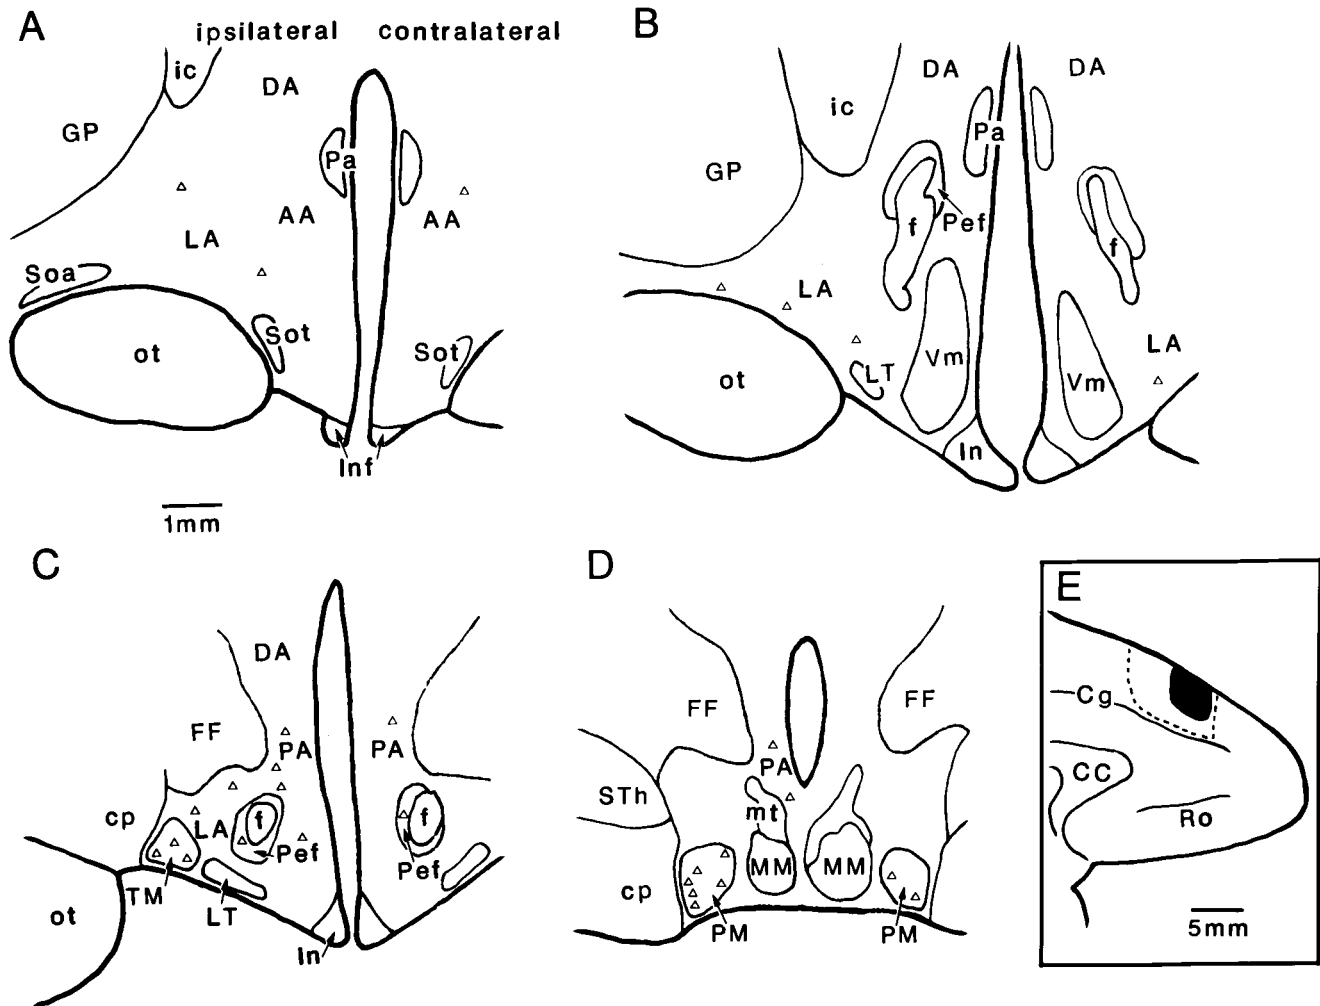 A
ipsilateral contralateral
ic
DA
GP
Pa
AA AA
LA
Soa
Sot Sot
ot
Inf
1mm
B
DA DA
ic
Pa
GP
f Pef f
LA
LA
LT Vm Vm
ot
In
C
DA
FF
PA PA
cp
LA f f
Pef Pef
TM
LT
ot
In
D
FF FF
PA
STh
mt
MM MM
cp
PM PM
E
Cg
CC
Ro
5mm